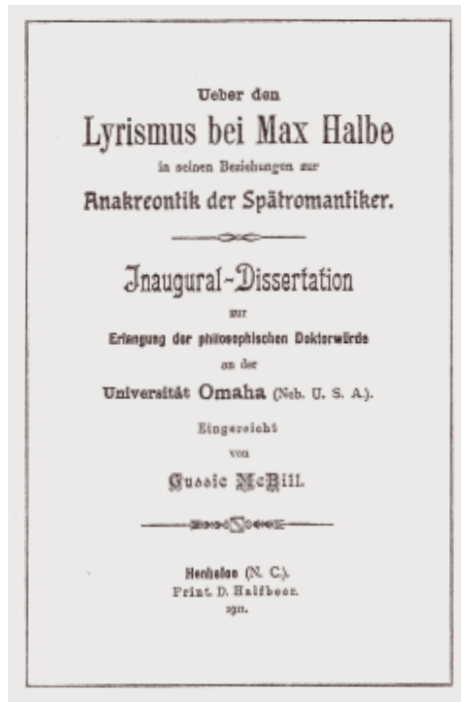 Ueber den
Lyrismus bei Max Halbe
in seinen Beziehungen zur
Anakreontik der Spätromantiker.
Inaugural-Dissertation
zur
Erlangung der philosophischen Doktorwürde
an der
Universität Omaha (Neb. U. S. A.).
Eingereicht
von
Gussie McBill.
(N. C.).
Print. D. Halfbeer.
1911.